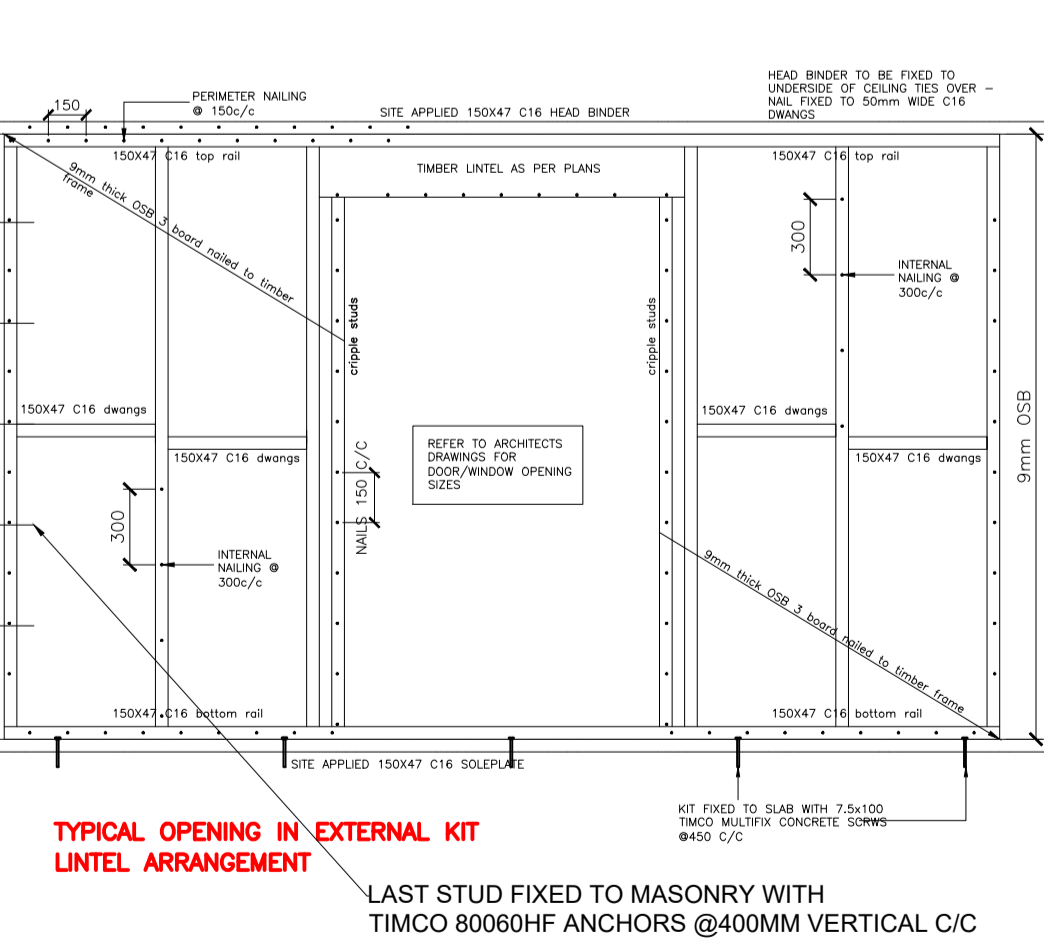 HEAD BINDER TO BE FIXED TO
UNDERSIDE OF CEILING TIES OVER –
NAIL FIXED TO 50mm WIDE C16
DWANGS
PERIMETER NAILING
@ 150c/c
150
SITE APPLIED 150X47 C16 HEAD BINDER
150X47 C16 top rail
TIMBER LINTEL AS PER PLANS
150X47 C16 top rail
9mm thick OSB 3 board nailed to timber
frame
300
INTERNAL
NAILING @
300c/c
cripple studs
cripple studs
150X47 C16 dwangs
150X47 C16 dwangs
9mm OSB
REFER TO ARCHITECTS
DRAWINGS FOR
DOOR/WINDOW OPENING
SIZES
150X47 C16 dwangs
150X47 C16 dwangs
NAILS 150 C/C
300
INTERNAL
NAILING @
300c/c
9mm thick OSB 3 board nailed to timber frame
150X47 C16 bottom rail
150X47 C16 bottom rail
SITE APPLIED 150X47 C16 SOLEPLATE
KIT FIXED TO SLAB WITH 7.5x100
TIMCO MULTIFIX CONCRETE SCRWS
@450 C/C
TYPICAL OPENING IN EXTERNAL KIT
LINTEL ARRANGEMENT
LAST STUD FIXED TO MASONRY WITH
TIMCO 80060HF ANCHORS @400MM VERTICAL C/C